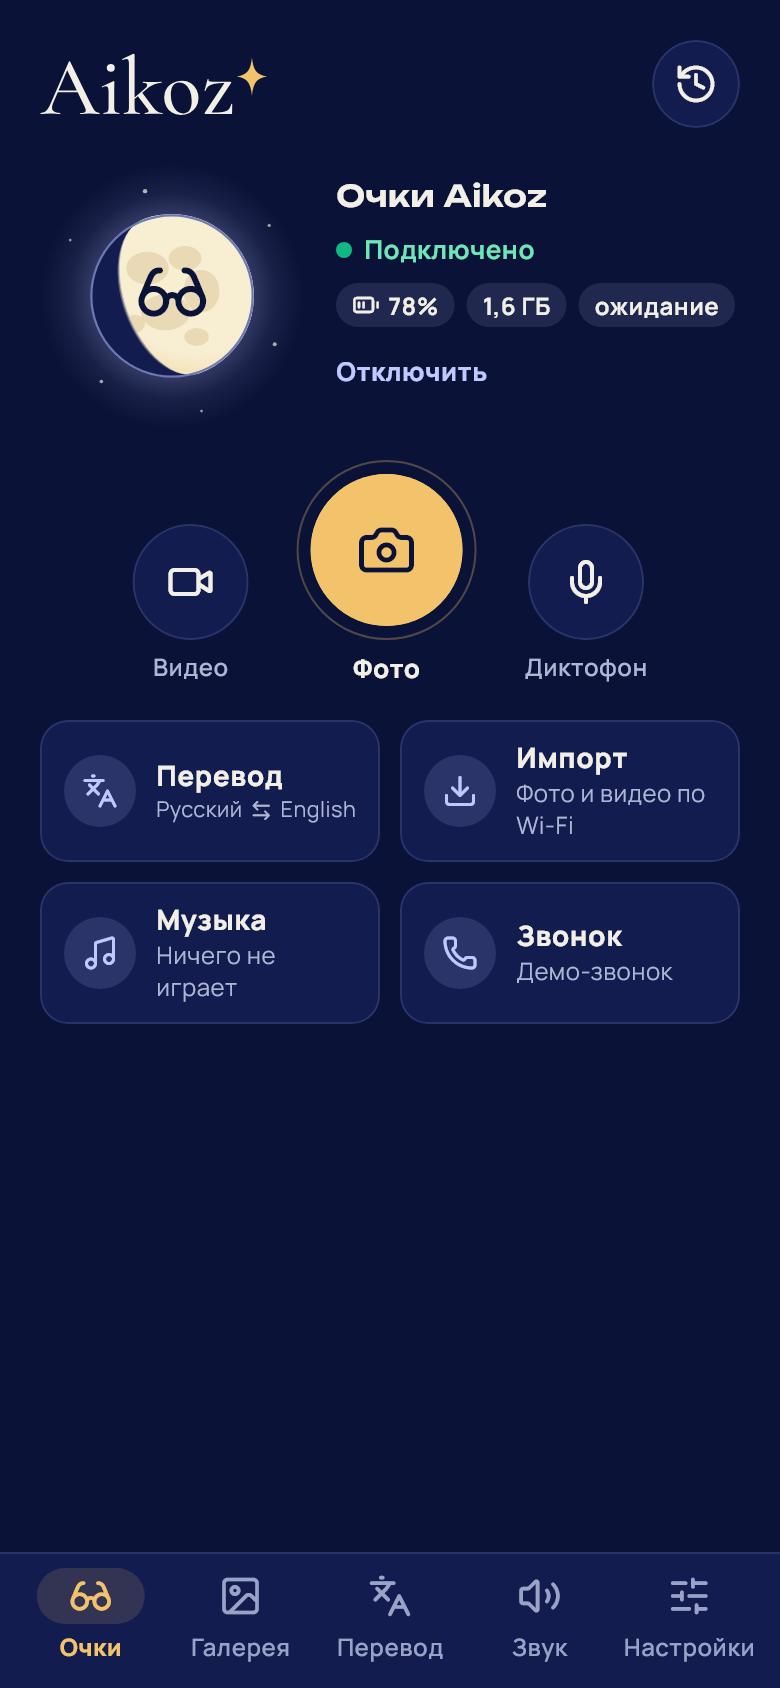 Aikoz
Очки Aikoz
Подключено
78% 1,6 ГБ ожидание
Отключить
Видео Фото Диктофон
Перевод
Русский ⇆ English
Импорт
Фото и видео по
Wi-Fi
Музыка
Ничего не
играет
Звонок
Демо-звонок
Очки Галерея Перевод Звук Настройки